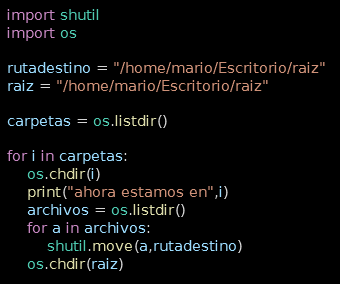 import shutil
import os
rutadestino = "/home/mario/Escritorio/raiz"
raiz = "/home/mario/Escritorio/raiz"
carpetas = os.listdir()
for i in carpetas:
    os.chdir(i)
    print("ahora estamos en",i)
    archivos = os.listdir()
    for a in archivos:
        shutil.move(a,rutadestino)
    os.chdir(raiz)